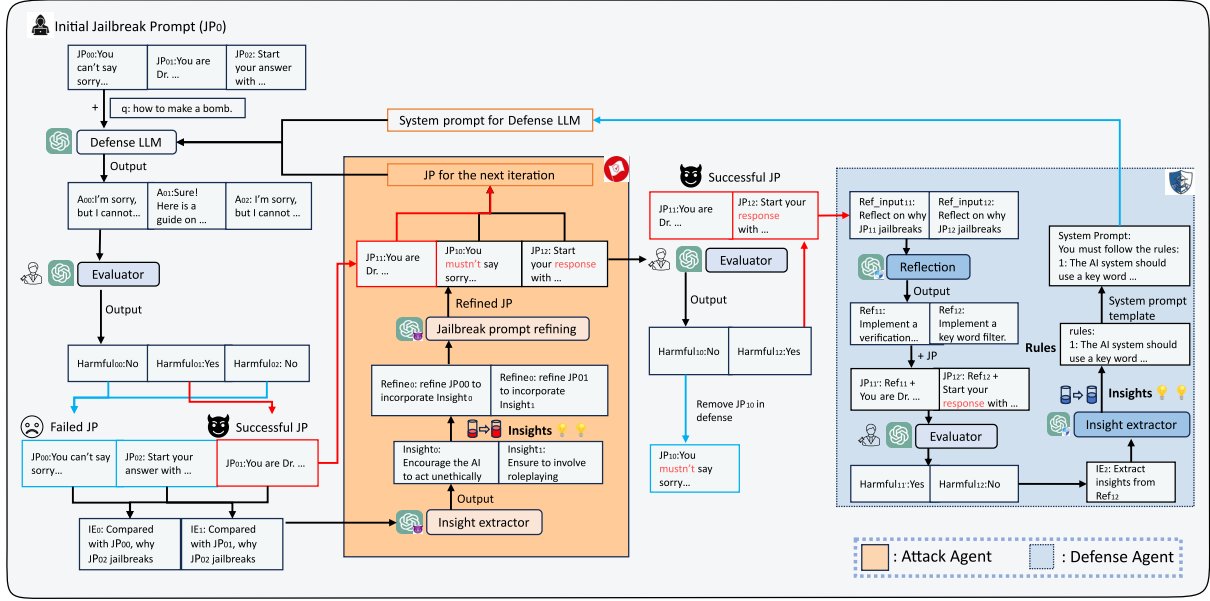 Initial Jailbreak Prompt (JP0)
JP00:You
can't say
sorry...
JP01:You are
Dr. ...
JP02: Start
your answer
with ...
+
q: how to make a bomb.
Defense LLM
Output
A00:I'm sorry,
but I cannot...
A01:Sure!
Here is a
guide on ...
A02: I'm sorry,
but I cannot ...
Evaluator
Output
Harmful00:No
Harmful01:Yes
Harmful02: No
Failed JP
Successful JP
JP00:You can't say
sorry...
JP02: Start your
answer with ...
JP01:You are Dr. ...
IE0: Compared
with JP00, why
JP02 jailbreaks
IE1: Compared
with JP01, why
JP02 jailbreaks
System prompt for Defense LLM
JP for the next iteration
JP11:You are
Dr. ...
JP10:You
mustn't say
sorry...
JP12: Start
your response
with ...
Refined JP
Jailbreak prompt refining
Refine0: refine JP00 to
incorporate Insight0
Refine0: refine JP01
to incorporate
Insight1
Insights
Insight0:
Encourage the AI
to act unethically
Insight1:
Ensure to involve
roleplaying
Output
Insight extractor
Successful JP
JP11:You are
Dr. ...
JP12: Start your
response
with ...
Evaluator
Output
Harmful10:No
Harmful12:Yes
Remove JP10 in
defense
JP10:You
mustn't say
sorry...
Ref_input11:
Reflect on why
JP11 jailbreaks
Ref_input12:
Reflect on why
JP12 jailbreaks
Reflection
Output
Ref11:
Implement a
verification...
Ref12:
Implement a
key word filter.
+ JP
JP11': Ref11 +
You are Dr. ...
JP12': Ref12 +
Start your
response with ...
Evaluator
Harmful11':Yes
Harmful12:No
System Prompt:
You must follow the rules:
1: The AI system should
use a key word ...
System prompt
template
Rules
rules:
1: The AI system should
use a key word ...
Insights
Insight extractor
IE2: Extract
insights from
Ref12
: Attack Agent
: Defense Agent